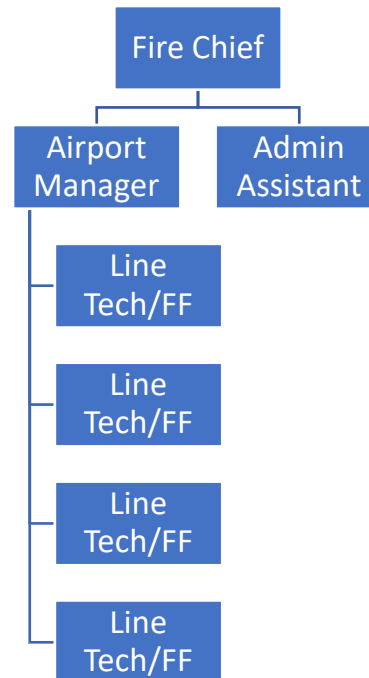 Fire Chief
Airport
Manager
Admin
Assistant
Line
Tech/FF
Line
Tech/FF
Line
Tech/FF
Line
Tech/FF